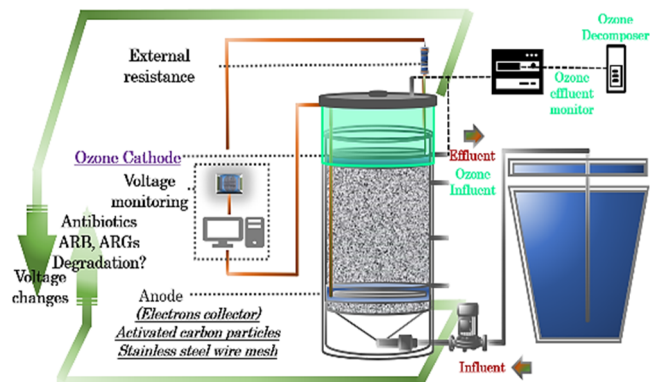 Ozone
Decomposer
External
resistance
Ozone
effluent
monitor
Ozone Cathode
Effluent
Ozone
Influent
Voltage
monitoring
Antibiotics
ARB, ARGs
Degradation?
Voltage
changes
Anode
(Electrons collector)
Activated carbon particles
Stainless steel wire mesh
Influent